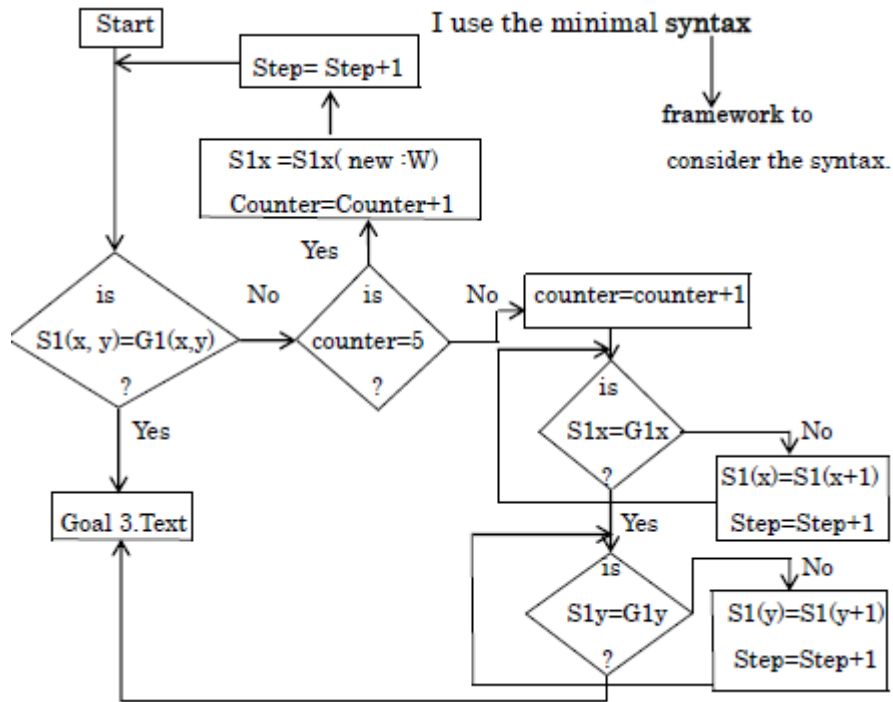 Start
I use the minimal syntax
Step= Step+1
framework to
consider the syntax.
S1x =S1x( new :W)
Counter=Counter+1
Yes
is
S1(x, y)=G1(x,y)
?
No
is
counter=5
?
No
counter=counter+1
Yes
is
S1x=G1x
?
No
S1(x)=S1(x+1)
Step=Step+1
Goal 3.Text
Yes
is
S1y=G1y
?
No
S1(y)=S1(y+1)
Step=Step+1